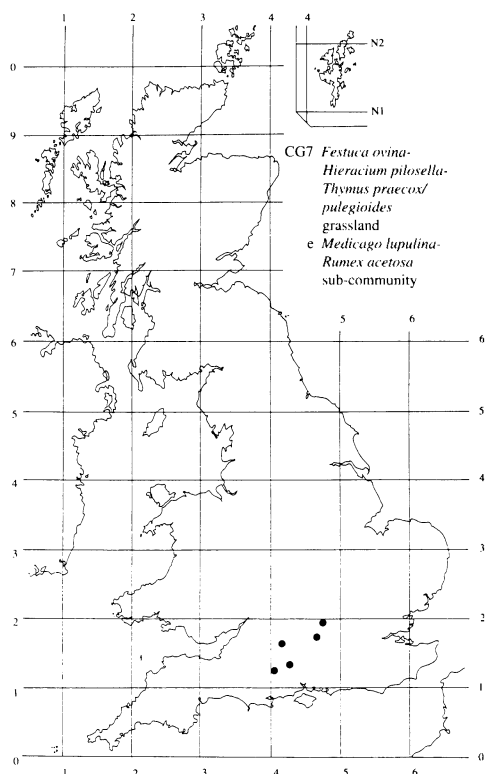 1 2 3 4
N2
N1
0
9
8
7
6
5
4
3
2
1
0
CG7 Festuca ovina-
Hieracium pilosella-
Thymus praecox/
pulegioides
grassland
e Medicago lupulina-
Rumex acetosa
sub-community
5 6
6
5
4
3
2
1
0
1 2 3 4 5 6